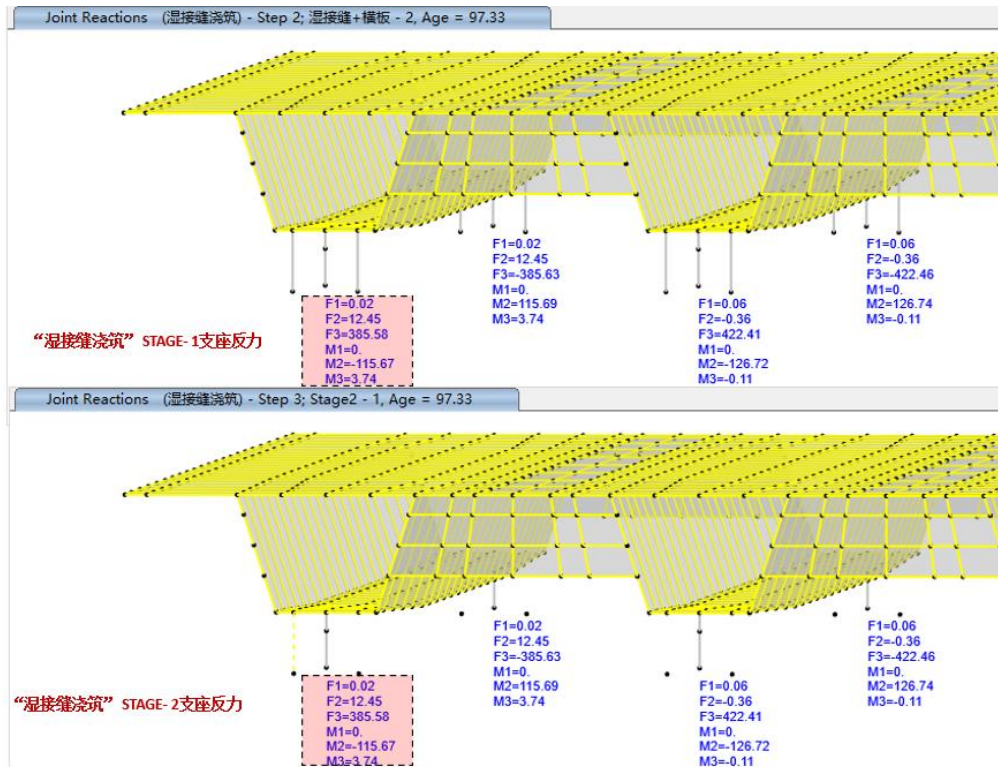 Joint Reactions (湿接缝浇筑) - Step 2; 湿接缝+横板 - 2, Age = 97.33
F1=0.02
F2=12.45
F3=-385.63
M1=0.
M2=115.69
M3=3.74
F1=0.06
F2=-0.36
F3=-422.46
M1=0.
M2=126.74
M3=-0.11
F1=0.02
F2=12.45
F3=385.58
M1=0.
M2=-115.67
M3=3.74
F1=0.06
F2=-0.36
F3=422.41
M1=0.
M2=-126.72
M3=-0.11
“湿接缝浇筑” STAGE- 1支座反力
Joint Reactions (湿接缝浇筑) - Step 3; Stage2 - 1, Age = 97.33
F1=0.02
F2=12.45
F3=-385.63
M1=0.
M2=115.69
M3=3.74
F1=0.06
F2=-0.36
F3=-422.46
M1=0.
M2=126.74
M3=-0.11
F1=0.02
F2=12.45
F3=385.58
M1=0.
M2=-115.67
M3=3.74
F1=0.06
F2=-0.36
F3=422.41
M1=0.
M2=-126.72
M3=-0.11
“湿接缝浇筑” STAGE- 2支座反力